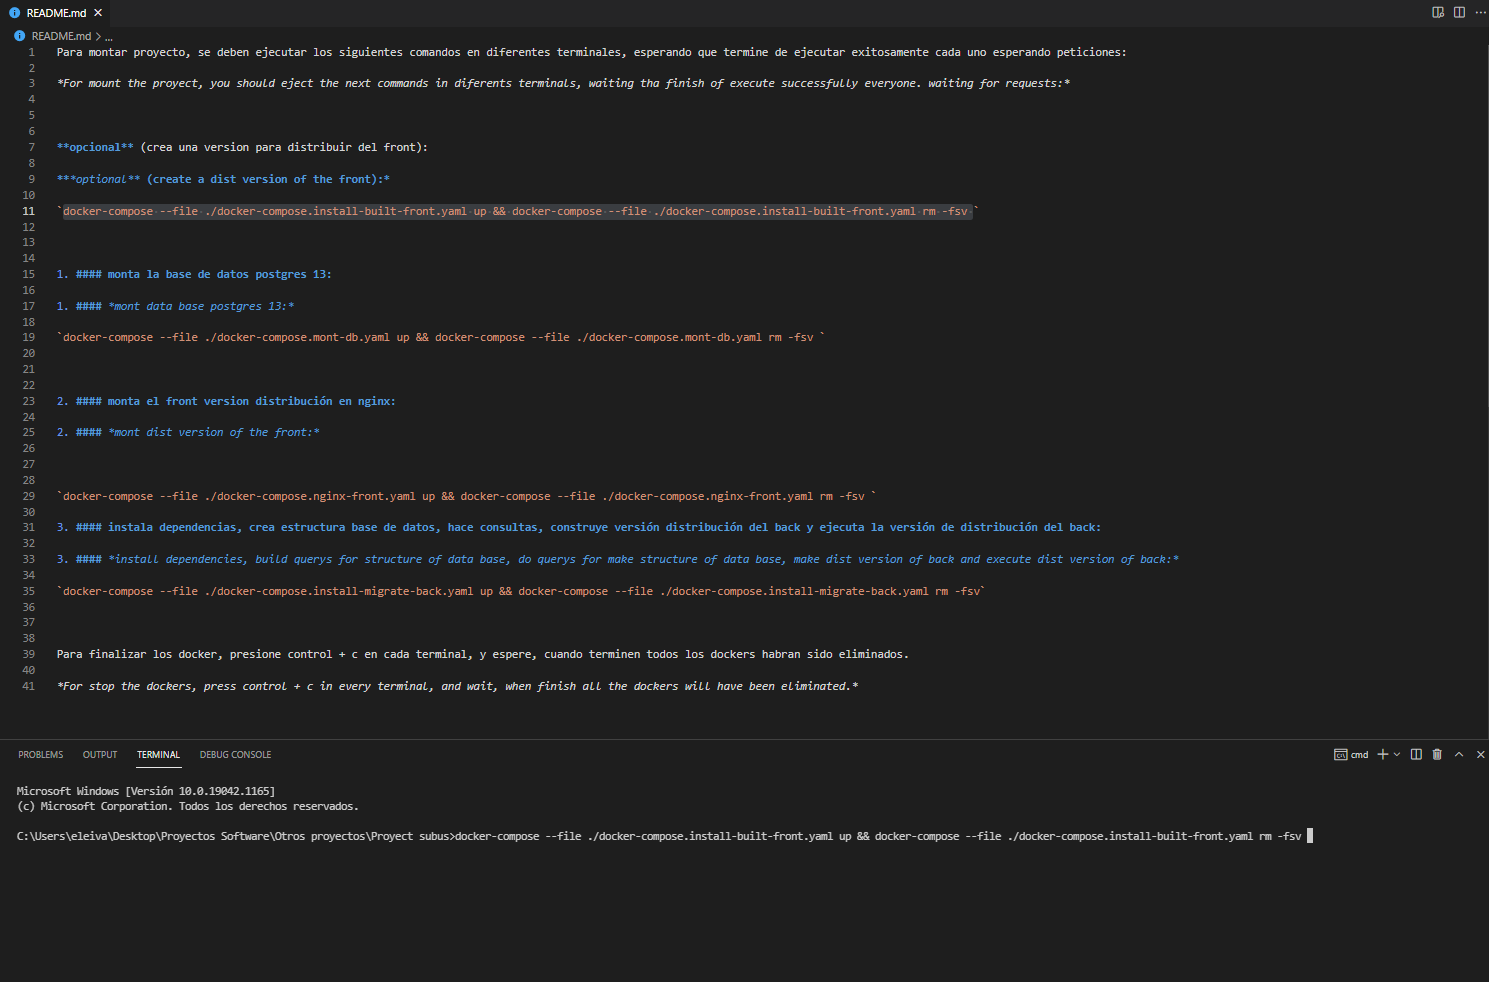 README.md
README.md > ...
1 Para montar proyecto, se deben ejecutar los siguientes comandos en diferentes terminales, esperando que termine de ejecutar exitosamente cada uno esperando peticiones:
2
3 *For mount the proyect, you should eject the next commands in diferents terminals, waiting tha finish of execute successfully everyone. waiting for requests:*
4
5
6
7 **opcional** (crea una version para distribuir del front):
8
9 ***optional** (create a dist version of the front):*
10
11 `docker-compose --file ./docker-compose.install-built-front.yaml up && docker-compose --file ./docker-compose.install-built-front.yaml rm -fsv `
12
13
14
15 1. #### monta la base de datos postgres 13:
16
17 1. #### *mont data base postgres 13:*
18
19 `docker-compose --file ./docker-compose.mont-db.yaml up && docker-compose --file ./docker-compose.mont-db.yaml rm -fsv `
20
21
22
23 2. #### monta el front version distribución en nginx:
24
25 2. #### *mont dist version of the front:*
26
27
28
29 `docker-compose --file ./docker-compose.nginx-front.yaml up && docker-compose --file ./docker-compose.nginx-front.yaml rm -fsv `
30
31 3. #### instala dependencias, crea estructura base de datos, hace consultas, construye versión distribución del back y ejecuta la versión de distribución del back:
32
33 3. #### *install dependencies, build querys for structure of data base, do querys for make structure of data base, make dist version of back and execute dist version of back:*
34
35 `docker-compose --file ./docker-compose.install-migrate-back.yaml up && docker-compose --file ./docker-compose.install-migrate-back.yaml rm -fsv`
36
37
38
39 Para finalizar los docker, presione control + c en cada terminal, y espere, cuando terminen todos los dockers habran sido eliminados.
40
41 *For stop the dockers, press control + c in every terminal, and wait, when finish all the dockers will have been eliminated.*
PROBLEMS OUTPUT TERMINAL DEBUG CONSOLE cmd
Microsoft Windows [Versión 10.0.19042.1165]
(c) Microsoft Corporation. Todos los derechos reservados.
C:\Users\eleiva\Desktop\Proyectos Software\Otros proyectos\Proyect subus>docker-compose --file ./docker-compose.install-built-front.yaml up && docker-compose --file ./docker-compose.install-built-front.yaml rm -fsv